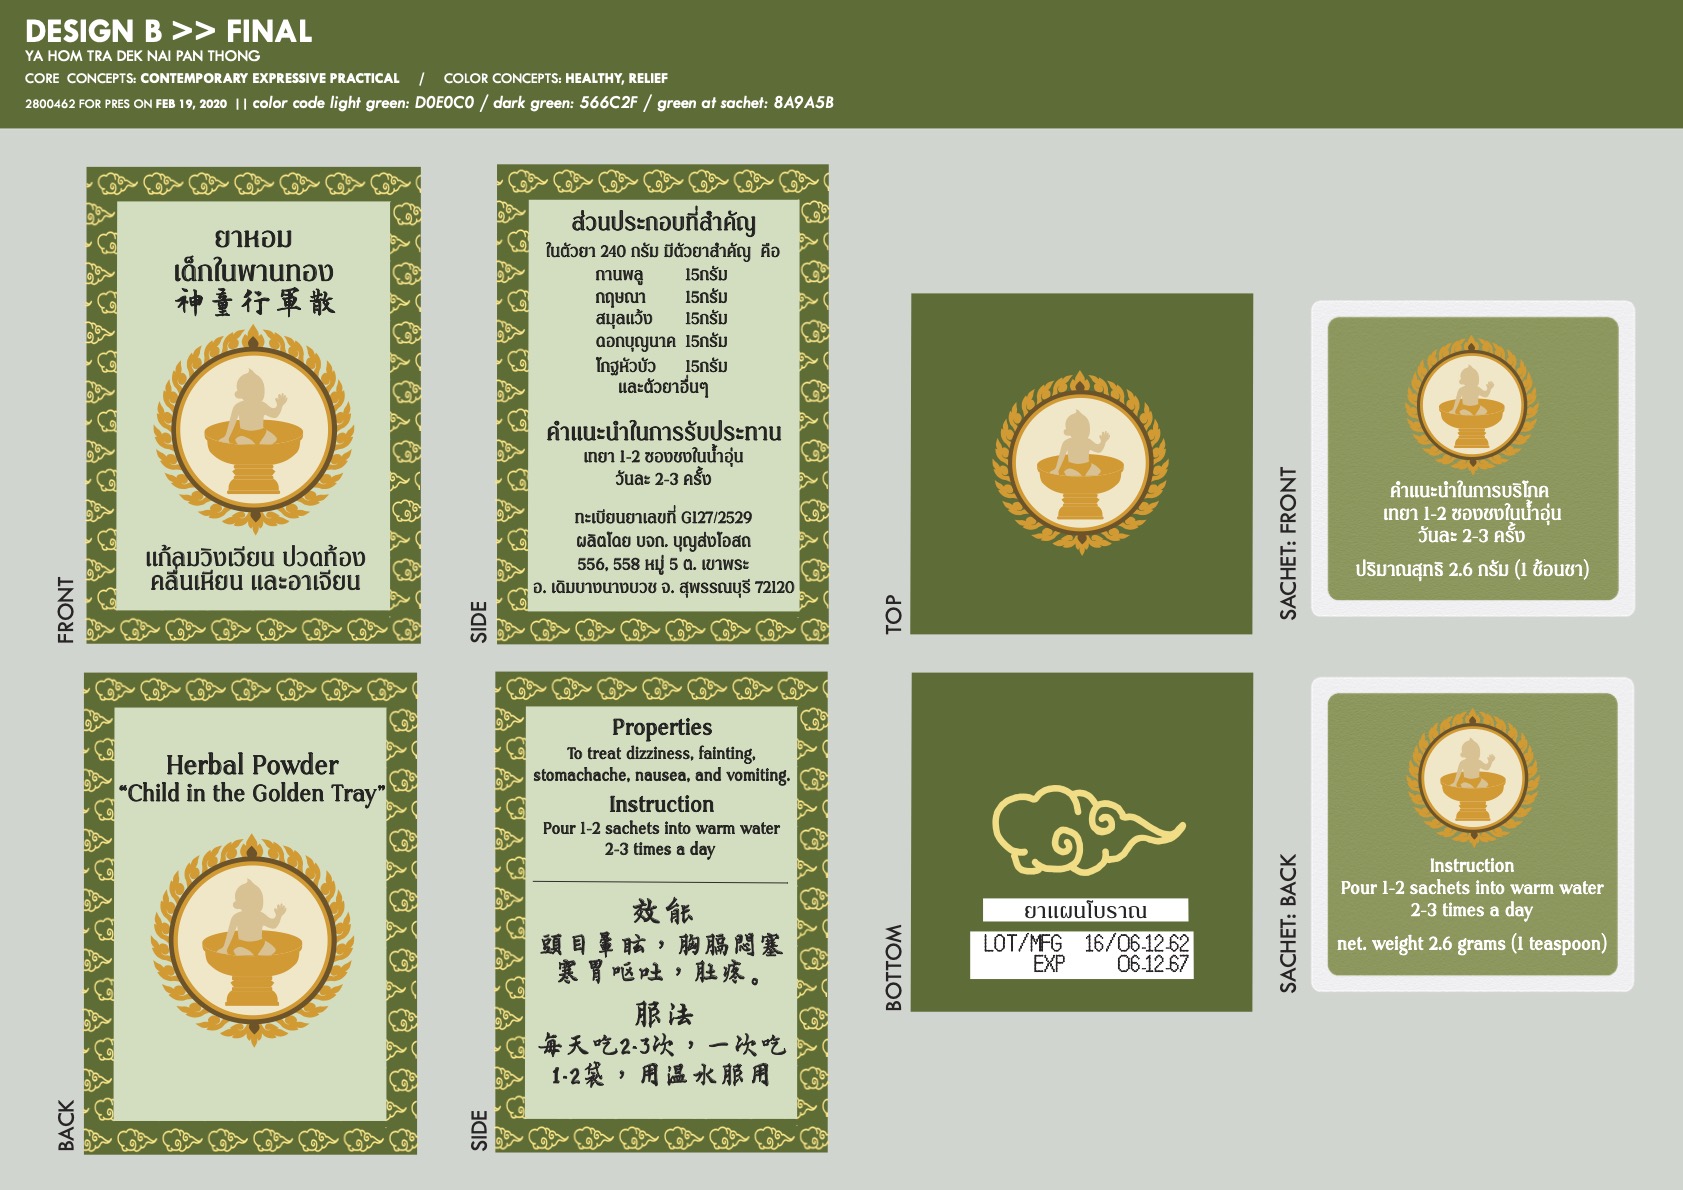 DESIGN B >> FINAL
YA HOM TRA DEK NAI PAN THONG
CORE CONCEPTS: CONTEMPORARY EXPRESSIVE PRACTICAL / COLOR CONCEPTS: HEALTHY, RELIEF
2800462 FOR PRES ON FEB 19, 2020 || color code light green: D0E0C0 / dark green: 566C2F / green at sachet: 8A9A5B
FRONT
ยาหอม
เด็กในพานทอง
神童行軍散
แก้ลมวิงเวียน ปวดท้อง
คลื่นเหียน และอาเจียน
SIDE
ส่วนประกอบที่สำคัญ
ในตัวยา 240 กรัม มีตัวยาสำคัญ คือ
กานพลู 15กรัม
กฤษณา 15กรัม
สมุลแว้ง 15กรัม
ดอกบุญนาค 15กรัม
โกฐหัวบัว 15กรัม
และตัวยาอื่นๆ
คำแนะนำในการรับประทาน
เทยา 1-2 ซองชงในน้ำอุ่น
วันละ 2-3 ครั้ง
ทะเบียนยาเลขที่ G127/2529
ผลิตโดย บจก. บุญส่งโอสถ
556, 558 หมู่ 5 ต. เขาพระ
อ. เดิมบางนางบวช จ. สุพรรณบุรี 72120
TOP
SACHET: FRONT
คำแนะนำในการบริโภค
เทยา 1-2 ซองชงในน้ำอุ่น
วันละ 2-3 ครั้ง
ปริมาณสุทธิ 2.6 กรัม (1 ช้อนชา)
BACK
Herbal Powder
“Child in the Golden Tray”
SIDE
Properties
To treat dizziness, fainting,
stomachache, nausea, and vomiting.
Instruction
Pour 1-2 sachets into warm water
2-3 times a day
效能
頭目暈眩，胸膈悶塞
寒胃呕吐，肚疼。
服法
每天吃2-3次，一次吃
1-2袋，用温水服用
BOTTOM
ยาแผนโบราณ
LOT/MFG 16/06-12-62
EXP 06-12-67
SACHET: BACK
Instruction
Pour 1-2 sachets into warm water
2-3 times a day
net. weight 2.6 grams (1 teaspoon)